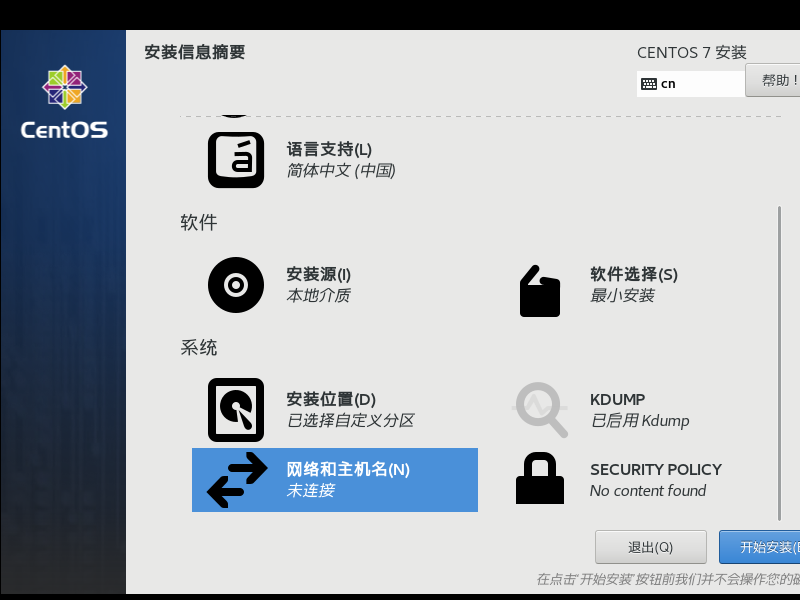 安装信息摘要
CENTOS 7 安装
cn
帮助！
CentOS
语言支持(L)
简体中文 (中国)
软件
安装源(I)
本地介质
软件选择(S)
最小安装
系统
安装位置(D)
已选择自定义分区
KDUMP
已启用 Kdump
网络和主机名(N)
未连接
SECURITY POLICY
No content found
退出(Q)
开始安装(
在点击'开始安装'按钮前我们并不会操作您的